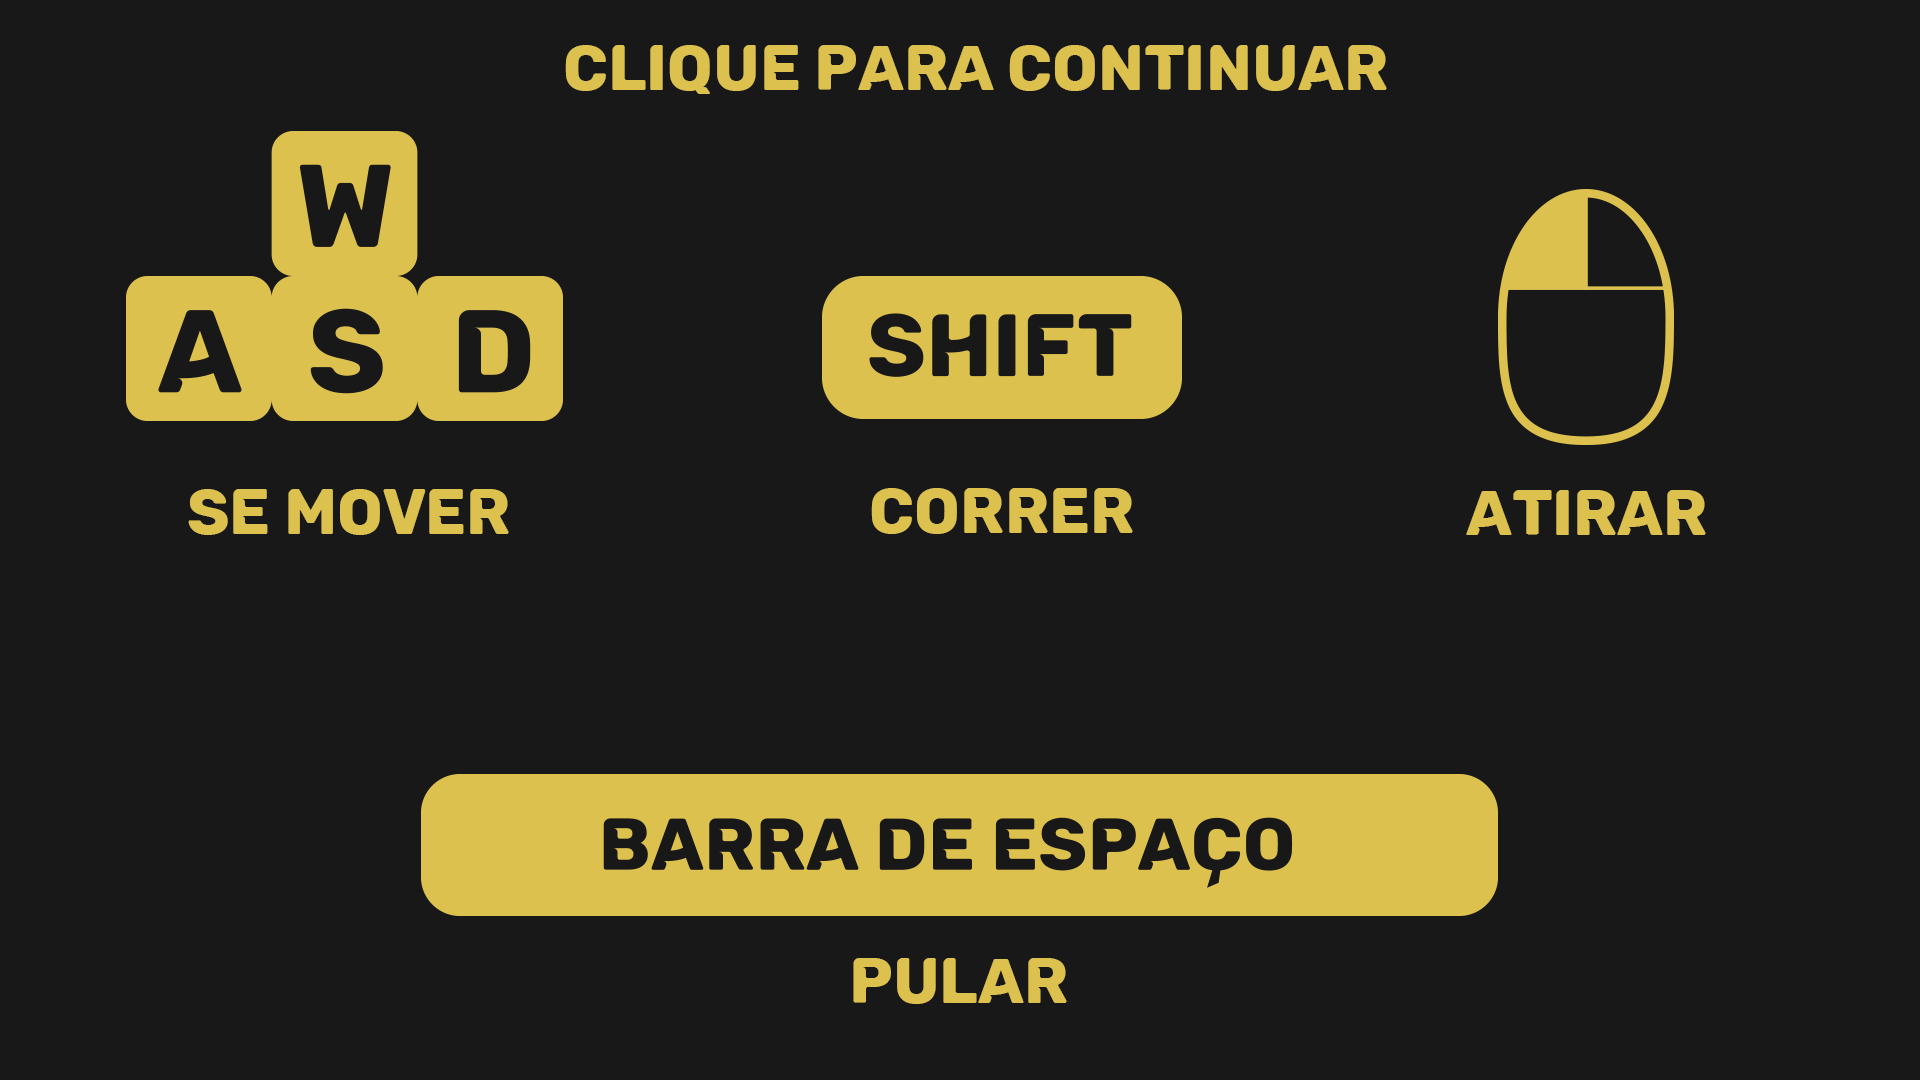 CLIQUE PARA CONTINUAR
W
A S D
SHIFT
SE MOVER
CORRER
ATIRAR
BARRA DE ESPAÇO
PULAR